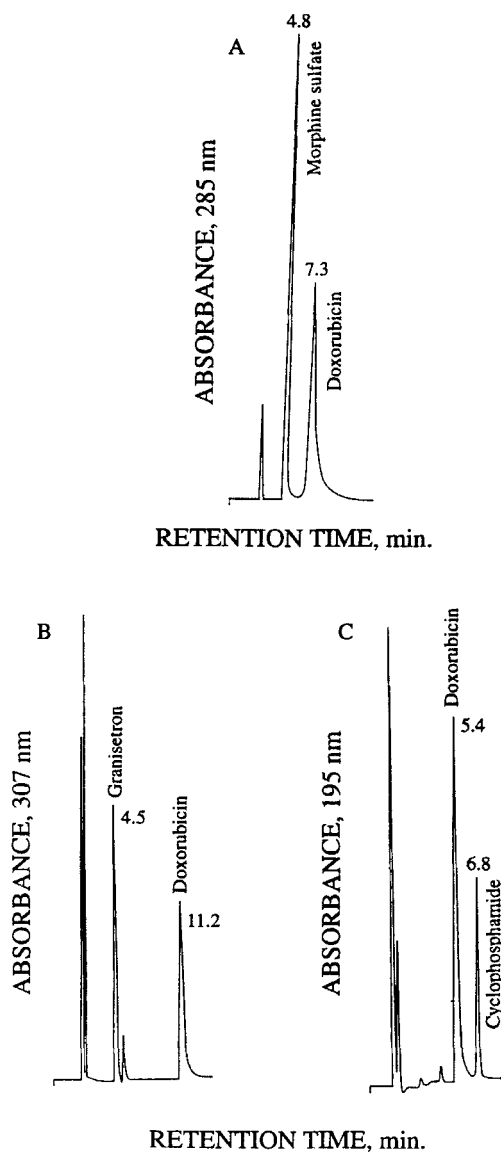 A
4.8
Morphine sulfate
7.3
Doxorubicin
ABSORBANCE, 285 nm
RETENTION TIME, min.
B
Granisetron
4.5
Doxorubicin
11.2
ABSORBANCE, 307 nm
C
Doxorubicin
5.4
6.8
Cyclophosphamide
ABSORBANCE, 195 nm
RETENTION TIME, min.